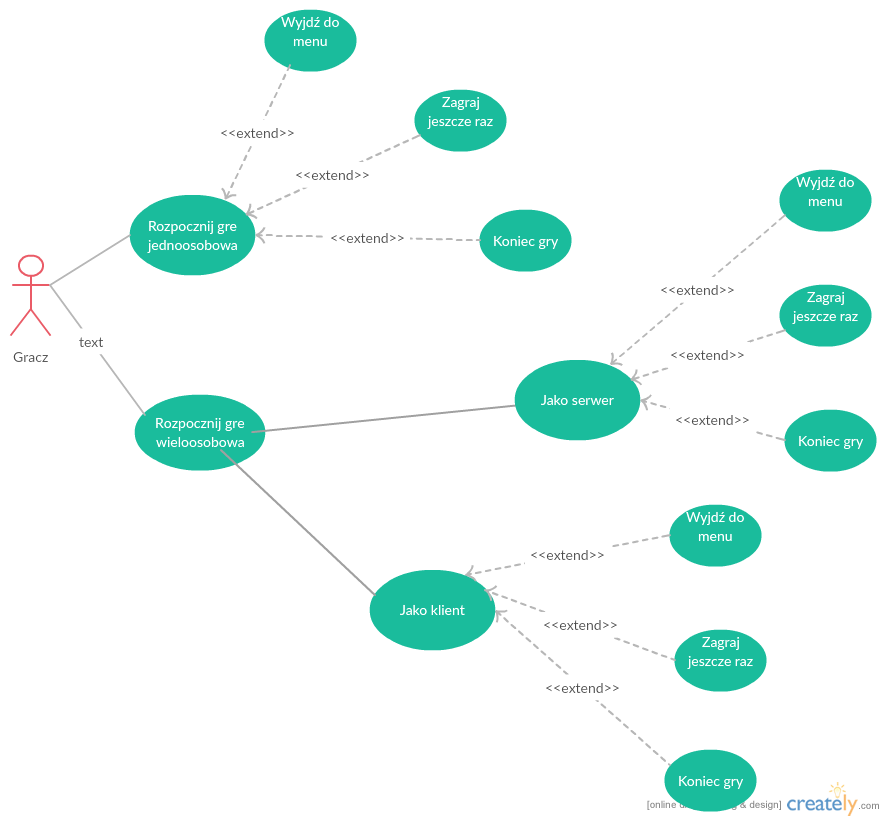 Wyjdź do
menu
<<extend>>
Zagraj
jeszcze raz
<<extend>>
Rozpocznij gre
jednoosobowa
<<extend>>
Koniec gry
Gracz
text
Wyjdź do
menu
<<extend>>
Zagraj
jeszcze raz
<<extend>>
Jako serwer
<<extend>>
Koniec gry
Rozpocznij gre
wieloosobowa
Wyjdź do
menu
<<extend>>
Jako klient
<<extend>>
Zagraj
jeszcze raz
<<extend>>
Koniec gry
[online & design]
creately.com